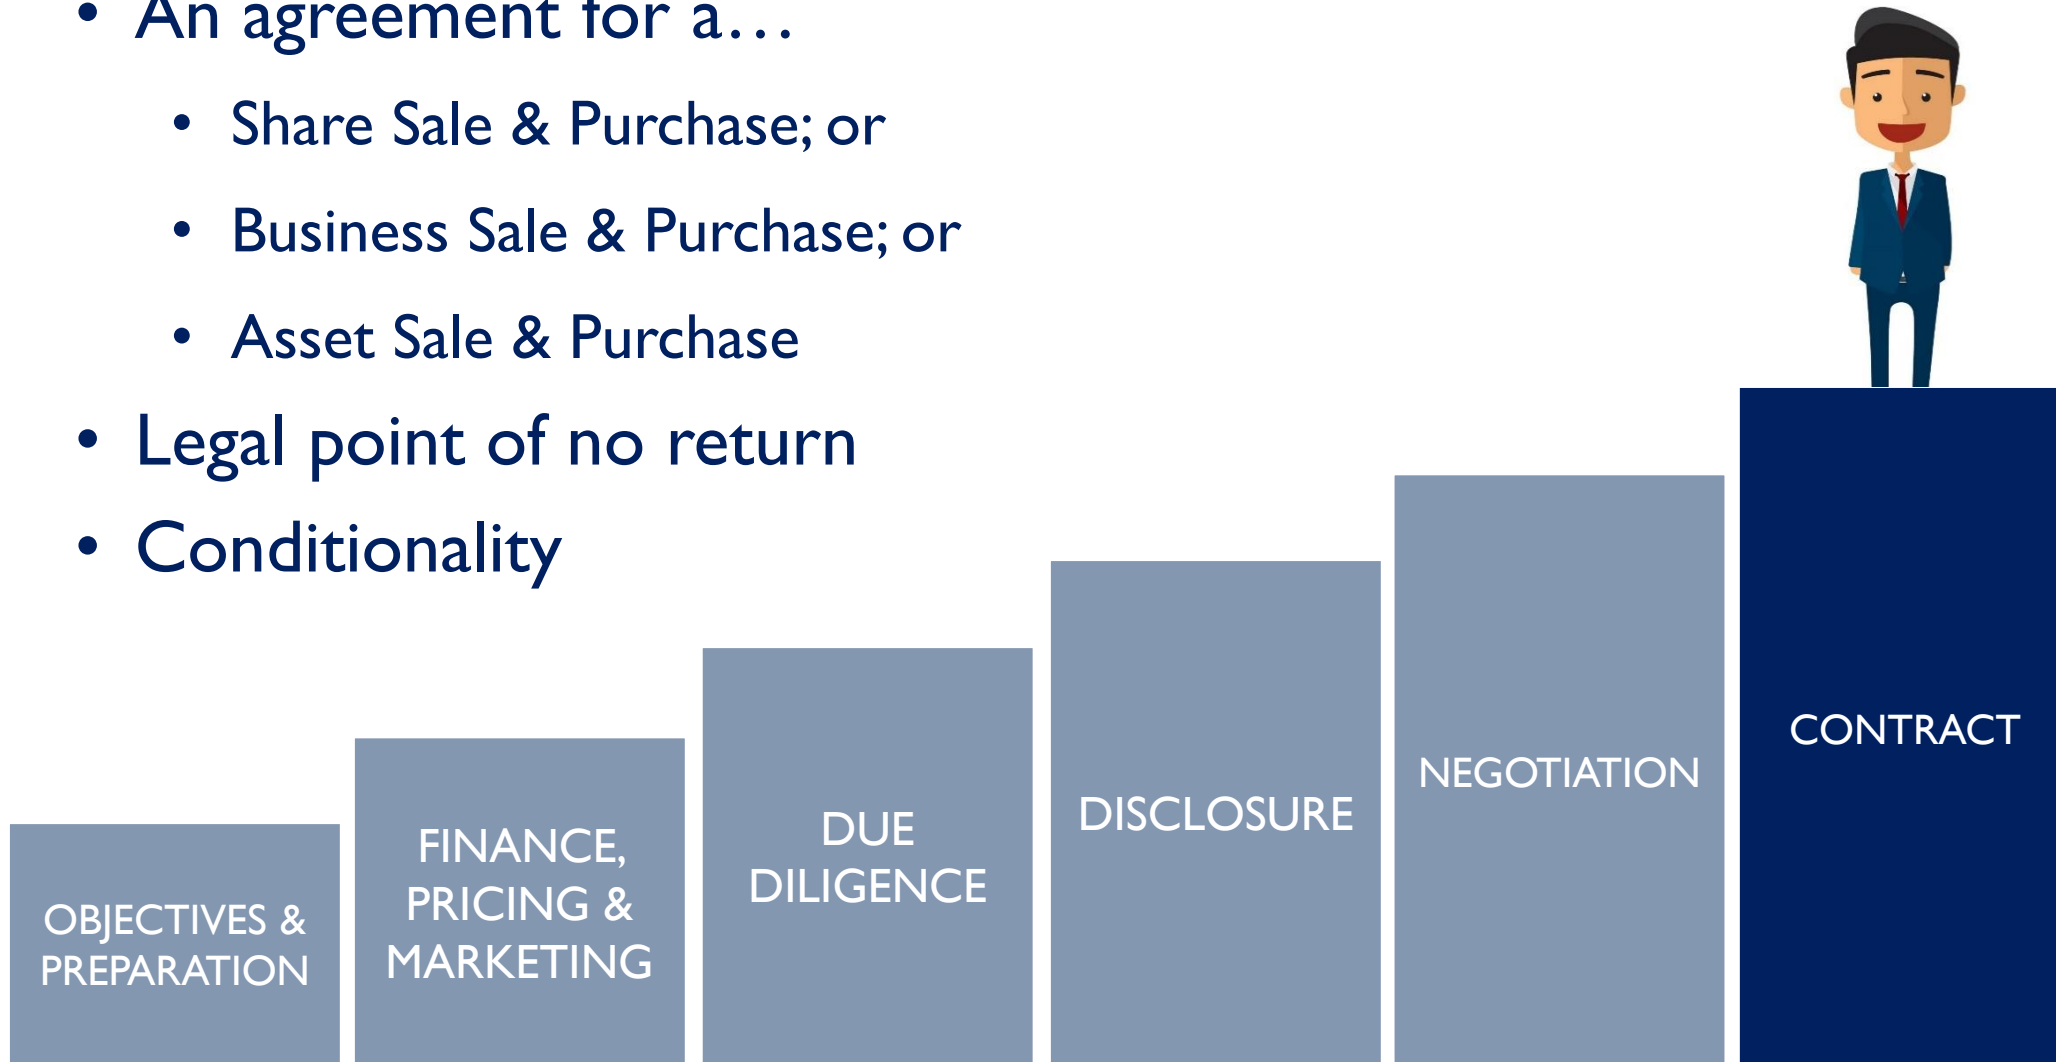 • An agreement for a…
• Share Sale & Purchase; or
• Business Sale & Purchase; or
• Asset Sale & Purchase
• Legal point of no return
• Conditionality
OBJECTIVES &
PREPARATION
FINANCE,
PRICING &
MARKETING
DUE
DILIGENCE
DISCLOSURE
NEGOTIATION
CONTRACT